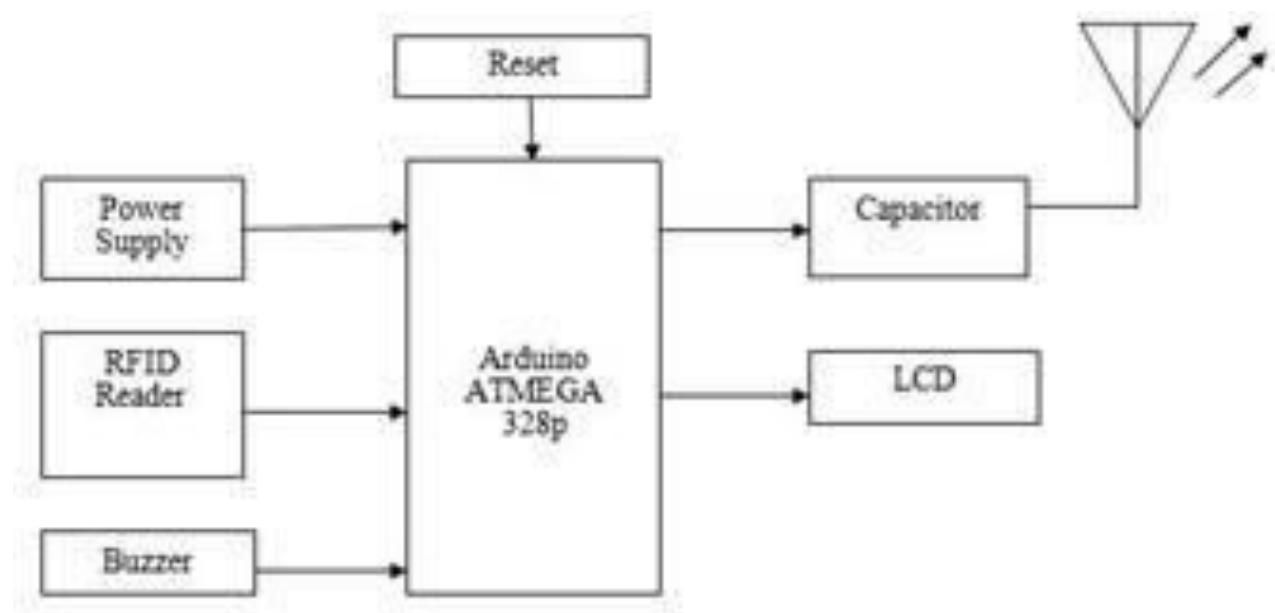 Reset
Power
Supply
Capacitor
RFID
Reader
Arduino
ATMEGA
328p
LCD
Buzzer